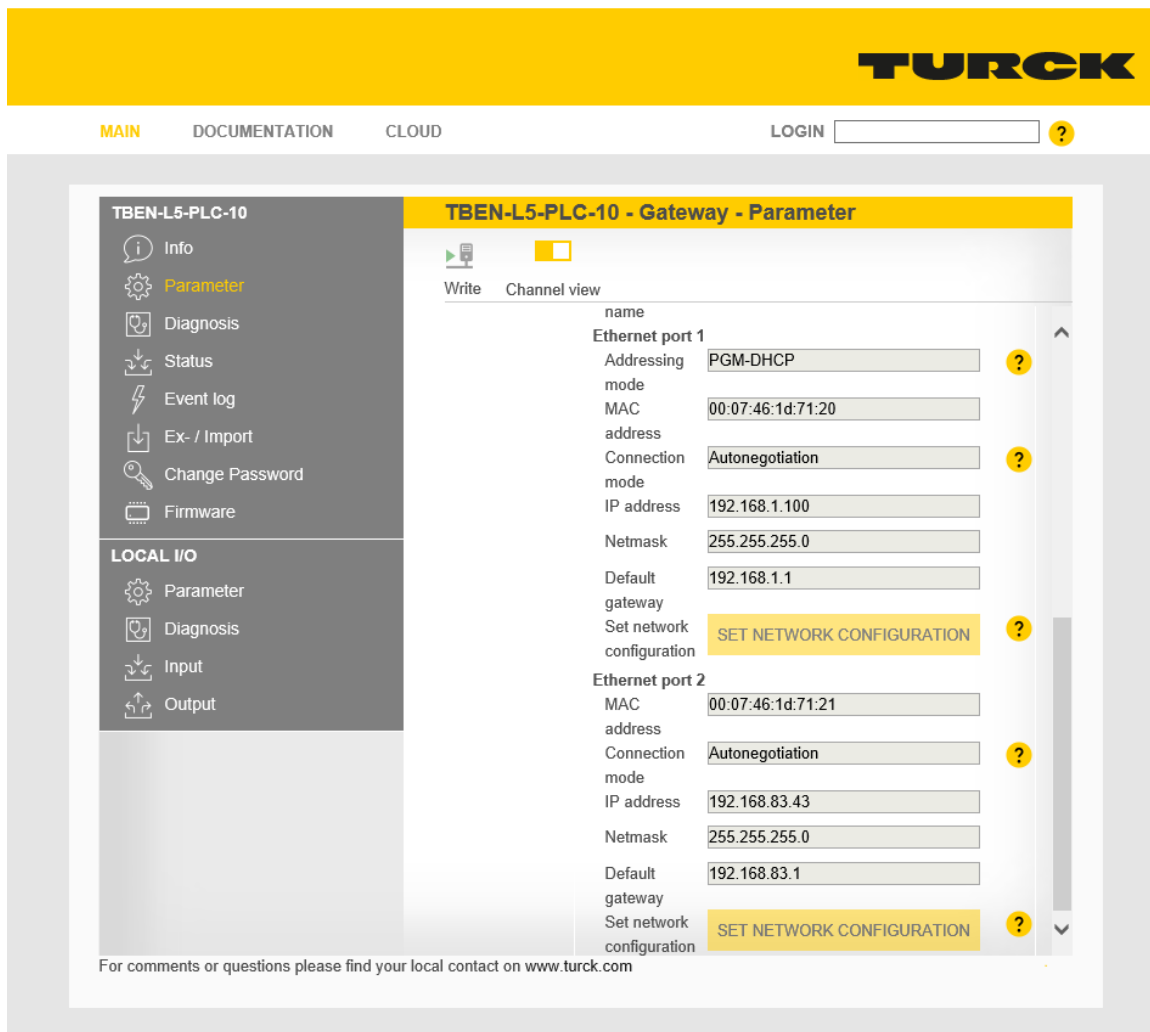 TURCK
MAIN DOCUMENTATION CLOUD LOGIN ?
TBEN-L5-PLC-10
Info
Parameter
Diagnosis
Status
Event log
Ex- / Import
Change Password
Firmware
LOCAL I/O
Parameter
Diagnosis
Input
Output
TBEN-L5-PLC-10 - Gateway - Parameter
Write Channel view
name
Ethernet port 1
Addressing PGM-DHCP ?
mode
MAC 00:07:46:1d:71:20
address
Connection Autonegotiation ?
mode
IP address 192.168.1.100
Netmask 255.255.255.0
Default 192.168.1.1
gateway
Set network SET NETWORK CONFIGURATION ?
configuration
Ethernet port 2
MAC 00:07:46:1d:71:21
address
Connection Autonegotiation ?
mode
IP address 192.168.83.43
Netmask 255.255.255.0
Default 192.168.83.1
gateway
Set network SET NETWORK CONFIGURATION ?
configuration
For comments or questions please find your local contact on www.turck.com